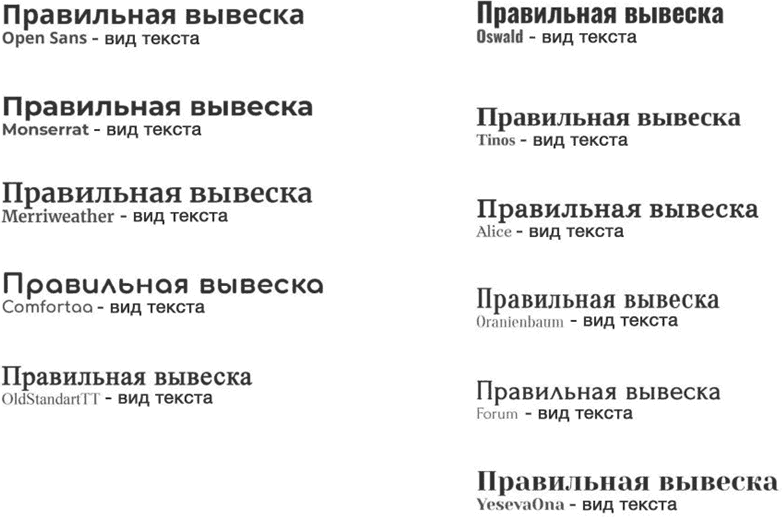 Правильная вывеска
Open Sans - вид текста
Правильная вывеска
Monserrat - вид текста
Правильная вывеска
Merriweather - вид текста
Правильная вывеска
Comfortaa - вид текста
Правильная вывеска
OldStandartTT - вид текста
Правильная вывеска
Oswald - вид текста
Правильная вывеска
Tinos - вид текста
Правильная вывеска
Alice - вид текста
Правильная вывеска
Oranienbaum - вид текста
Правильная вывеска
Forum - вид текста
Правильная вывеска
YesevaOna - вид текста